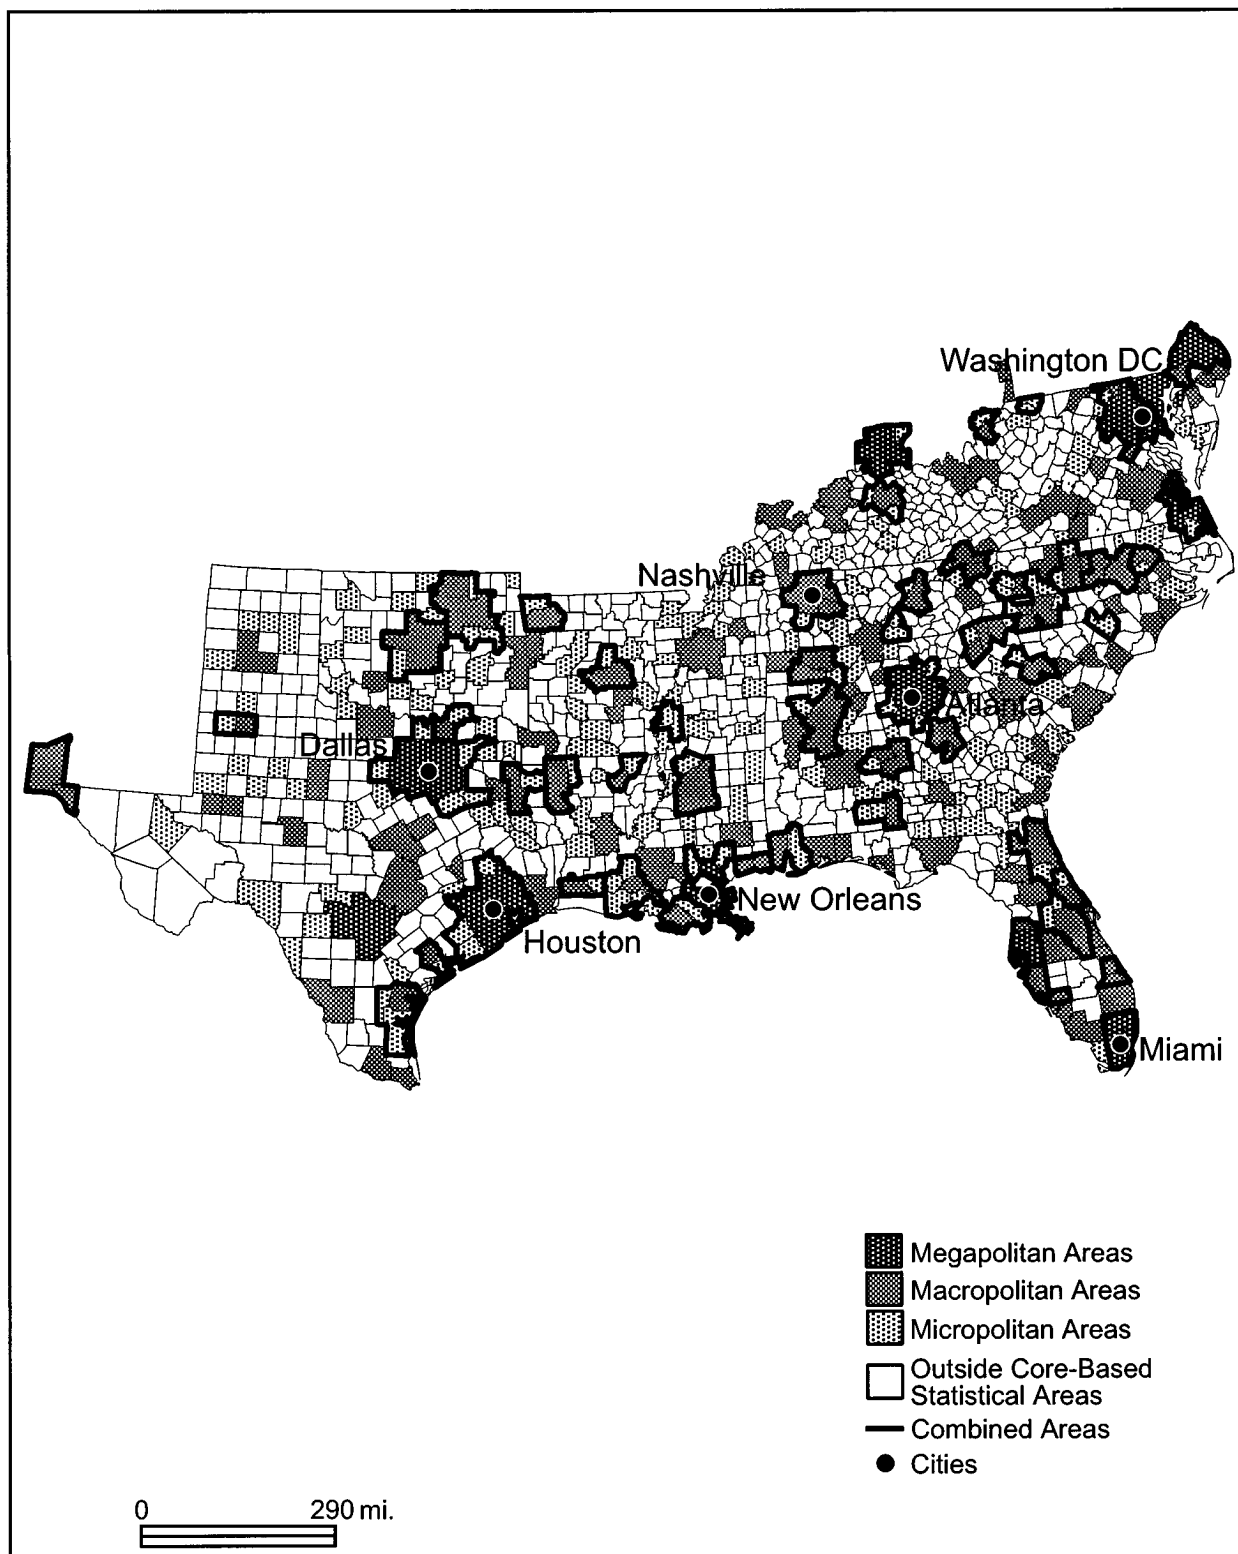 Washington DC
Nashville
Atlanta
Dallas
New Orleans
Houston
Miami
Megapolitan Areas
Macropolitan Areas
Micropolitan Areas
Outside Core-Based
Statistical Areas
Combined Areas
Cities
0 290 mi.